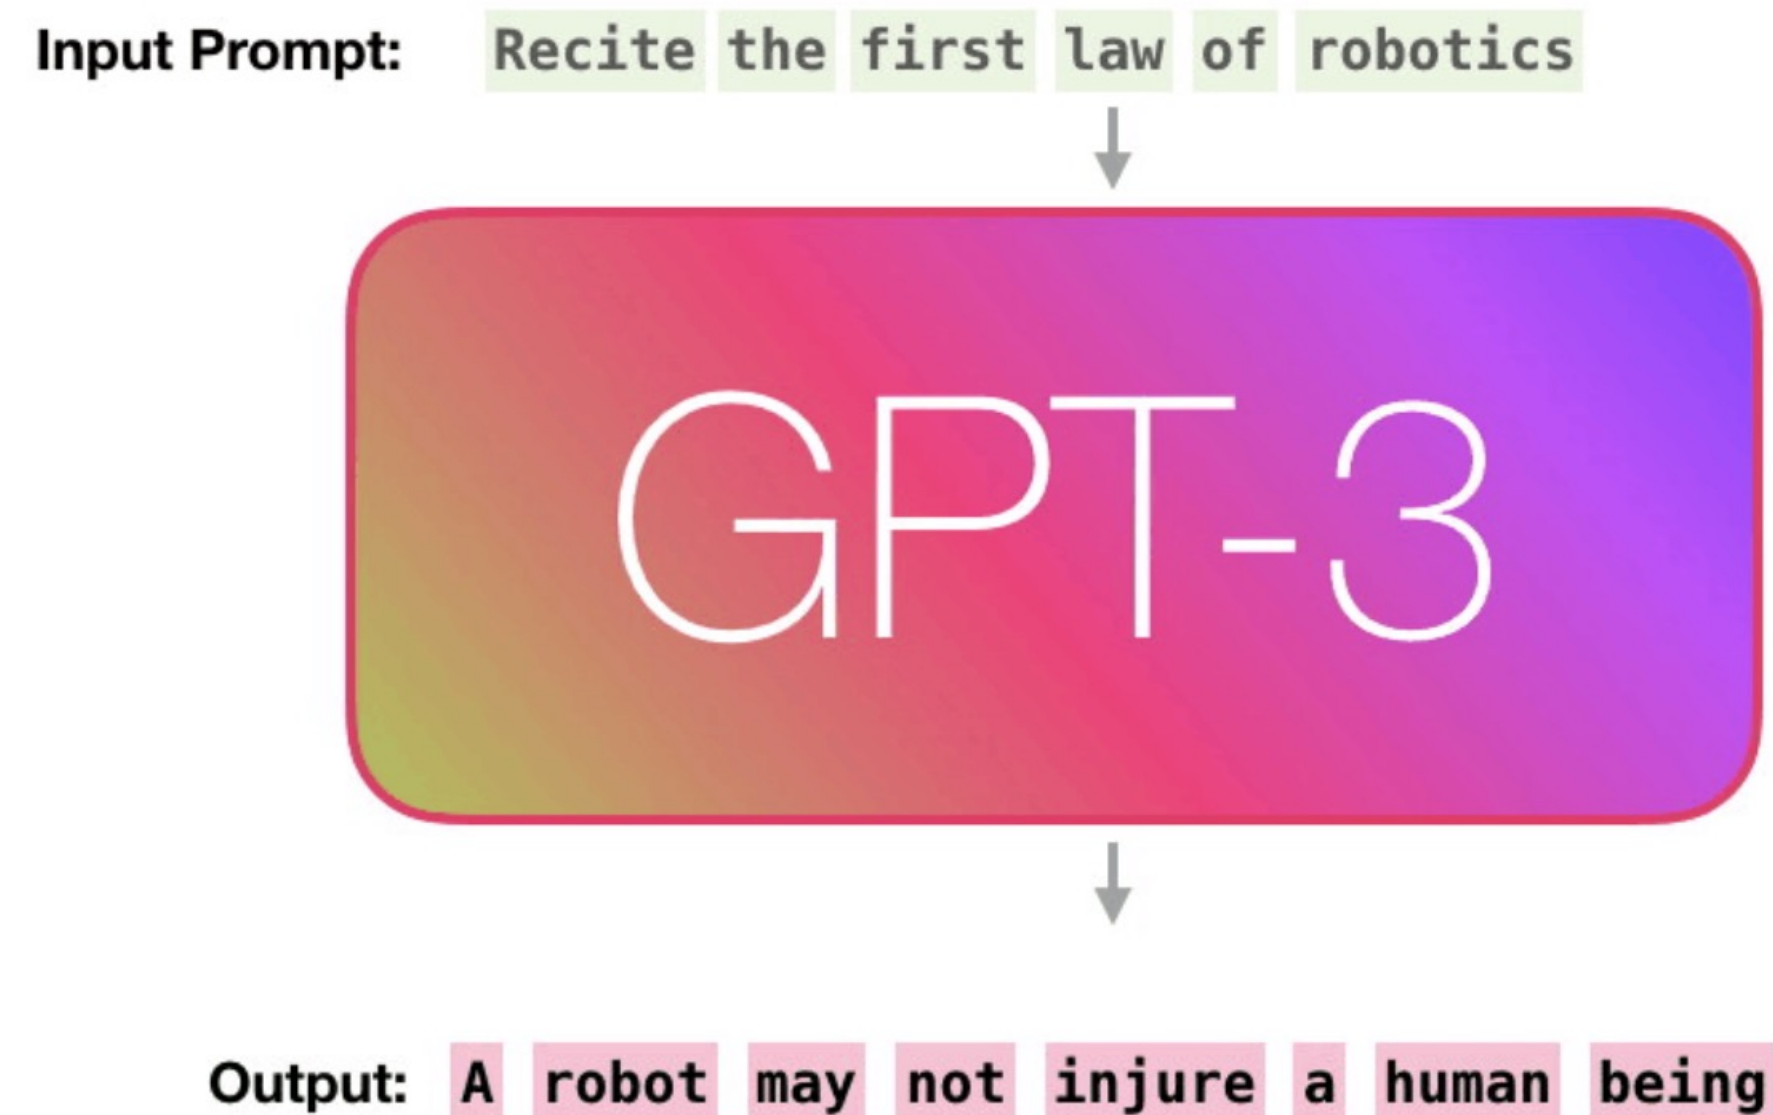 Input Prompt: Recite the first law of robotics
GPT-3
Output: A robot may not injure a human being